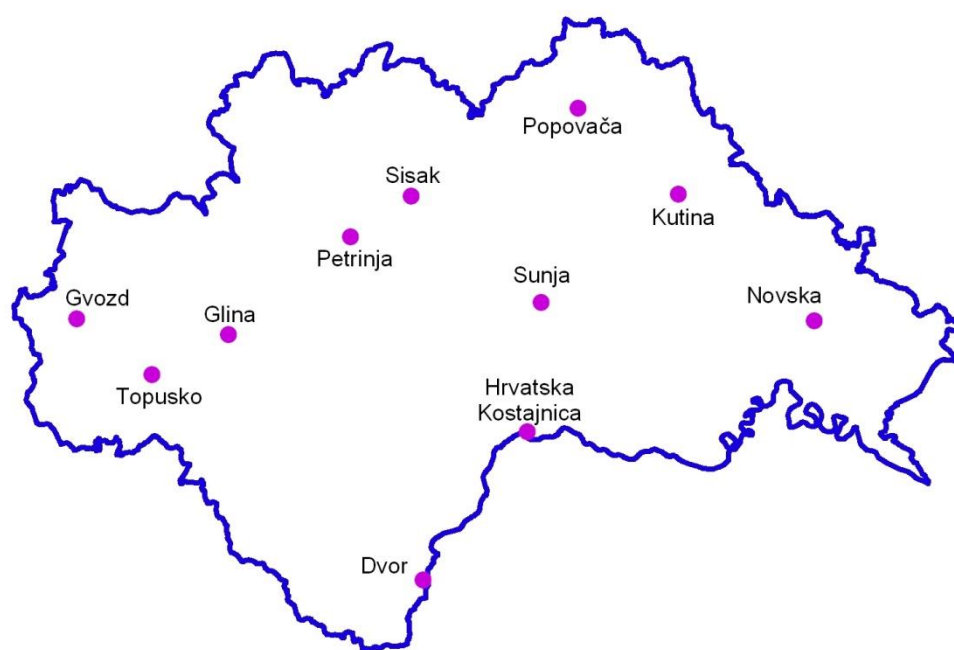 Popovača
Sisak
Kutina
Petrinja
Sunja
Gvozd
Novska
Glina
Topusko
Hrvatska
Kostajnica
Dvor